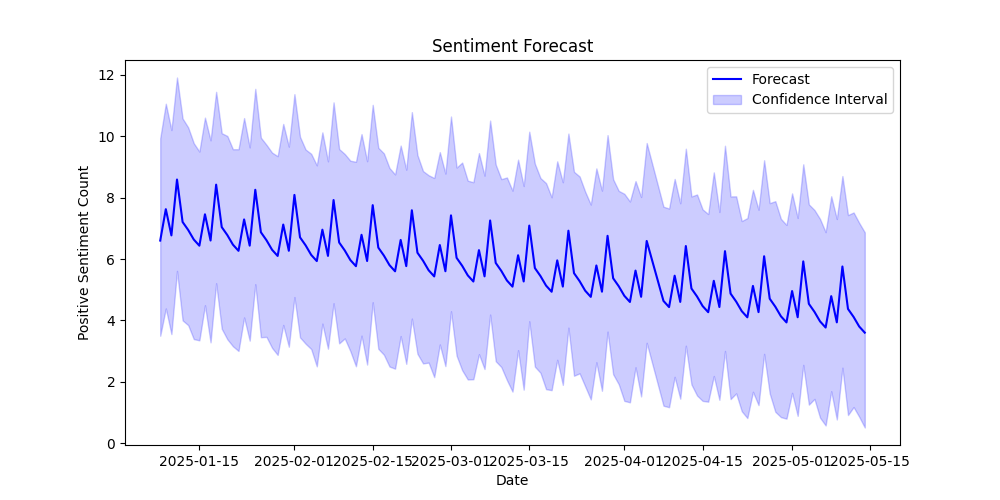 Sentiment Forecast
Forecast
Confidence Interval
Positive Sentiment Count
12
10
8
6
4
2
0
2025-01-15 2025-02-01 2025-02-15 2025-03-01 2025-03-15 2025-04-01 2025-04-15 2025-05-01 2025-05-15
Date